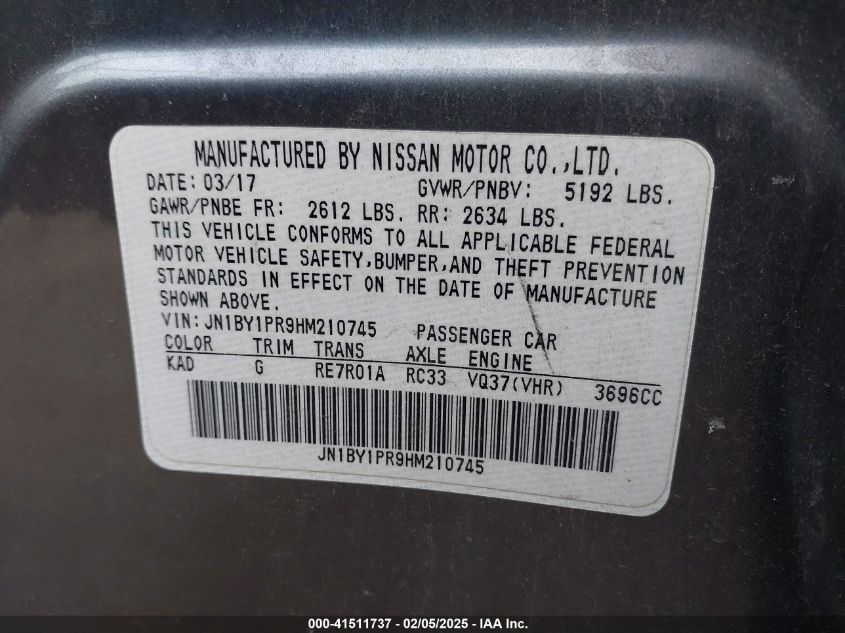 MANUFACTURED BY NISSAN MOTOR CO.,LTD.
DATE: 03/17 GVWR/PNBV: 5192 LBS.
GAWR/PNBE FR: 2612 LBS. RR: 2634 LBS.
THIS VEHICLE CONFORMS TO ALL APPLICABLE FEDERAL
MOTOR VEHICLE SAFETY,BUMPER,AND THEFT PREVENTION
STANDARDS IN EFFECT ON THE DATE OF MANUFACTURE
SHOWN ABOVE.
VIN: JN1BY1PR9HM210745 PASSENGER CAR
COLOR TRIM TRANS AXLE ENGINE
KAD G RE7R01A RC33 VQ37(VHR) 3696CC
JN1BY1PR9HM210745
000-41511737 - 02/05/2025 - IAA Inc.